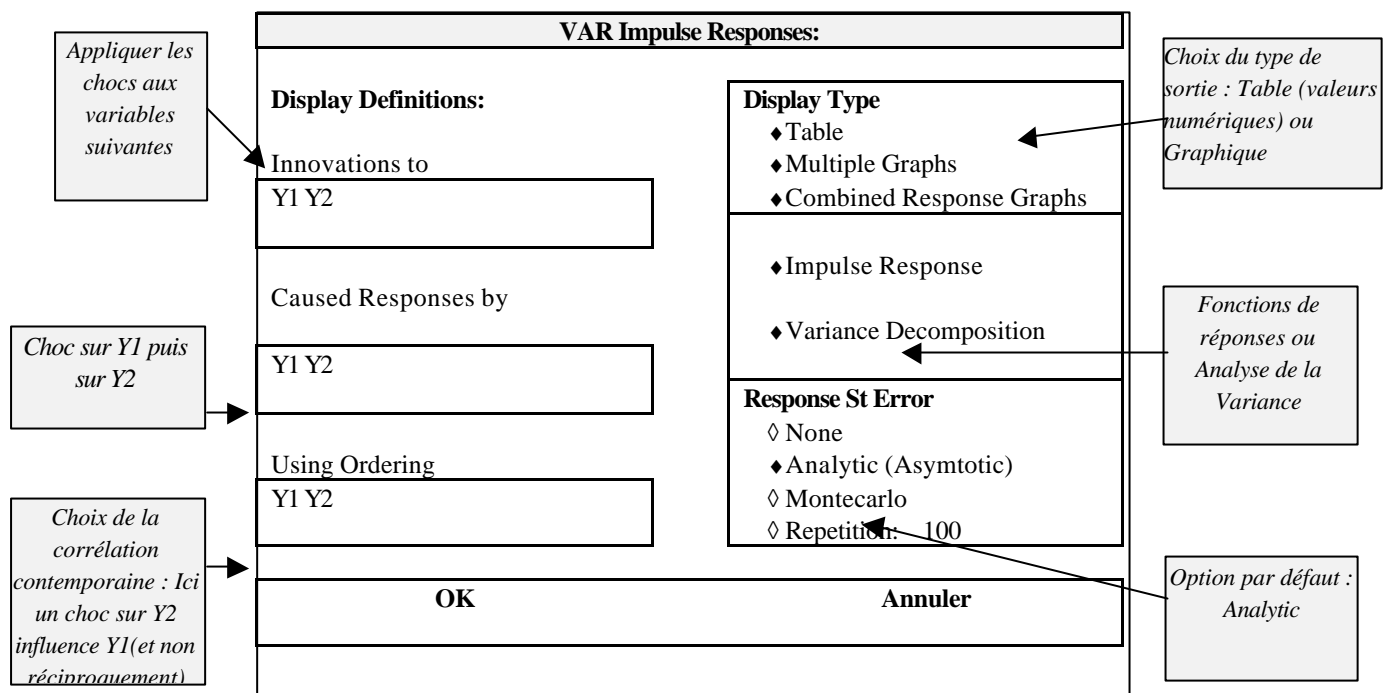 VAR Impulse Responses:
Appliquer les
chocs aux
variables
suivantes
Display Definitions:
Innovations to
Y1 Y2
Caused Responses by
Choc sur Y1 puis
sur Y2
Y1 Y2
Using Ordering
Y1 Y2
Choix de la
corrélation
contemporaine : Ici
un choc sur Y2
influence Y1(et non
réciproquement)
Display Type
♦Table
♦Multiple Graphs
♦Combined Response Graphs
Choix du type de
sortie : Table (valeurs
numériques) ou
Graphique
♦Impulse Response
♦Variance Decomposition
Fonctions de
réponses ou
Analyse de la
Variance
Response St Error
◊ None
♦Analytic (Asymtotic)
◊ Montecarlo
◊ Repetition: 100
Option par défaut :
Analytic
OK Annuler